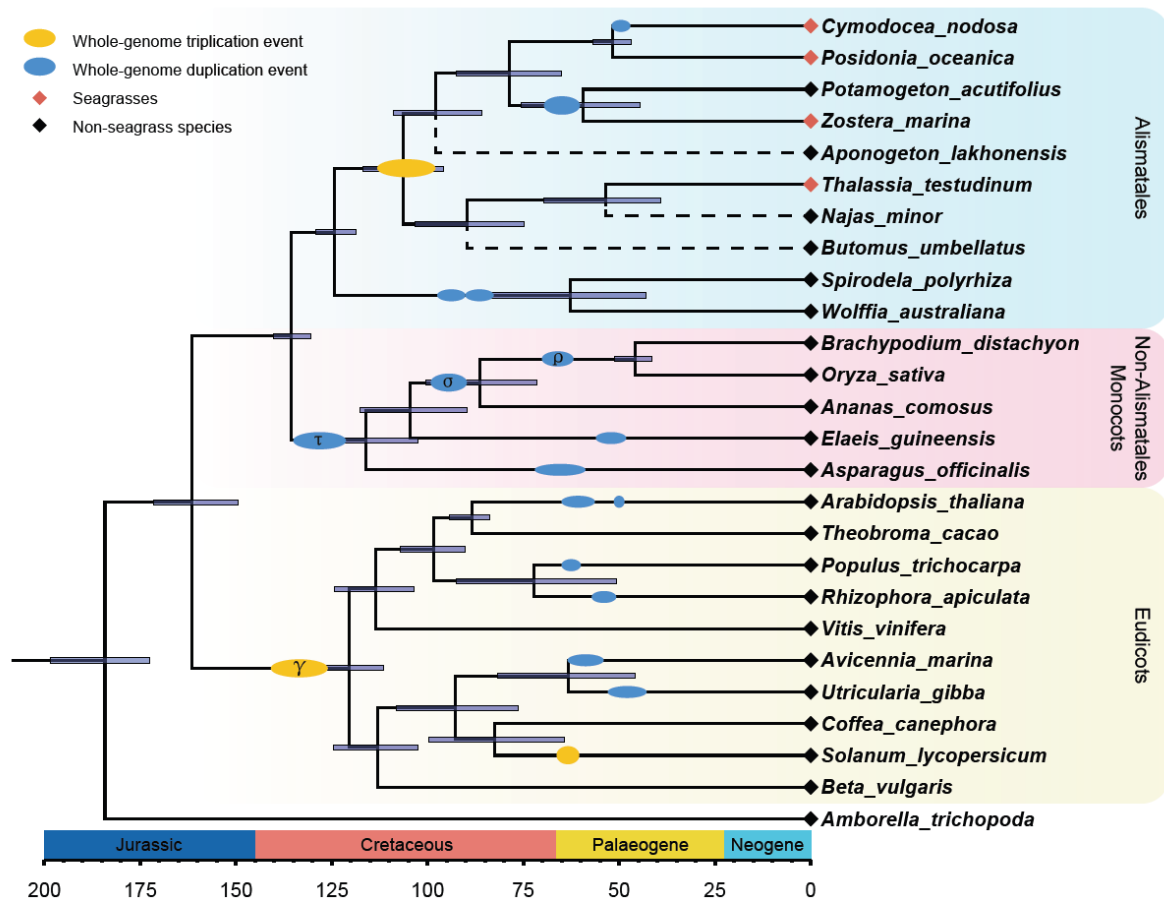 Whole-genome triplication event
Whole-genome duplication event
Seagrasses
Non-seagrass species
Cymodocea_nodosa
Posidonia_oceanica
Potamogeton_acutifolius
Zostera_marina
Aponogeton_lakhonensis
Thalassia_testudinum
Najas_minor
Butomus_umbellatus
Spirodela_polyrhiza
Wolffia_australiana
Alismatales
Brachypodium_distachyon
Oryza_sativa
Ananas_comosus
Elaeis_guineensis
Asparagus_officinalis
ρ
σ
τ
Non-Alismatales
Monocots
Arabidopsis_thaliana
Theobroma_cacao
Populus_trichocarpa
Rhizophora_apiculata
Vitis_vinifera
Avicennia_marina
Utricularia_gibba
Coffea_canephora
Solanum_lycopersicum
Beta_vulgaris
γ
Eudicots
Amborella_trichopoda
Jurassic Cretaceous Palaeogene Neogene
200 175 150 125 100 75 50 25 0